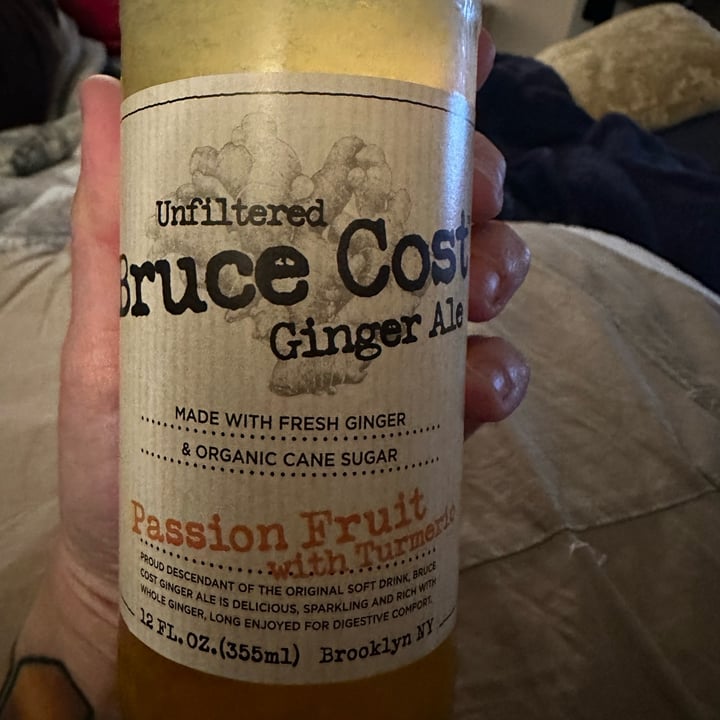 Unfiltered
Bruce Cost
Ginger Ale
MADE WITH FRESH GINGER
& ORGANIC CANE SUGAR
Passion Fruit
with Turmeric
PROUD DESCENDANT OF THE ORIGINAL SOFT DRINK, BRUCE
COST GINGER ALE IS DELICIOUS, SPARKLING AND RICH WITH
WHOLE GINGER, LONG ENJOYED FOR DIGESTIVE COMFORT.
12 FL. OZ. (355ml) Brooklyn NY